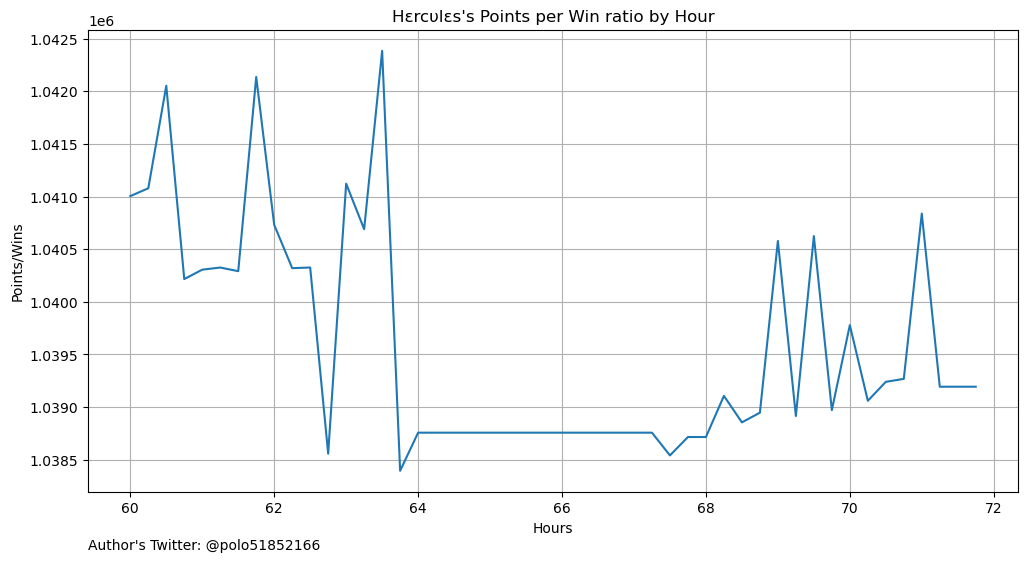 Hεrcυlεs's Points per Win ratio by Hour
1e6
1.0425
1.0420
1.0415
1.0410
1.0405
1.0400
1.0395
1.0390
1.0385
Points/Wins
60 62 64 66 68 70 72
Hours
Author's Twitter: @polo51852166